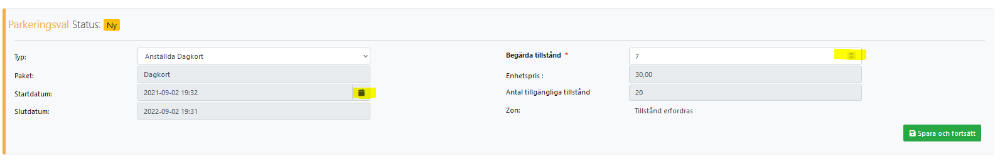 Parkeringsval Status: Ny
Typ: Anställda Dagkort
Begärda tillstånd * 7
Paket: Dagkort
Enhetspris : 30,00
Startdatum: 2021-09-02 19:32
Antal tillgängliga tillstånd 20
Slutdatum: 2022-09-02 19:31
Zon: Tillstånd erfordras
Spara och fortsätt